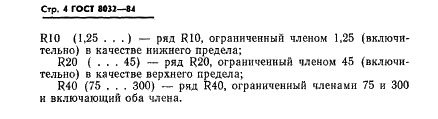 Стр. 4 ГОСТ 8032—84
R10 (1,25 . . .) — ряд R10, ограниченный членом 1,25 (включи-
тельно) в качестве нижнего предела;
R20 ( . . . 45) — ряд R20, ограниченный членом 45 (включительно)
в качестве верхнего предела;
R40 (75 . . . 300) — ряд R40, ограниченный членами 75 и 300
и включающий оба члена.